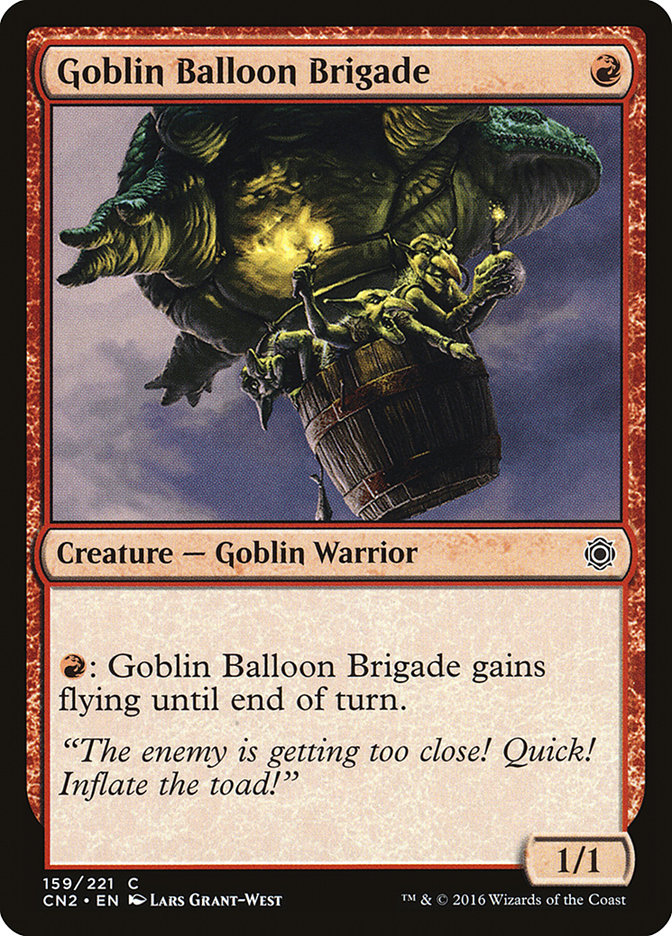 Goblin Balloon Brigade
Creature — Goblin Warrior
: Goblin Balloon Brigade gains
flying until end of turn.
“The enemy is getting too close! Quick!
Inflate the toad!”
1/1
159/221 C
CN2 • EN Lars Grant-West
™ & © 2016 Wizards of the Coast